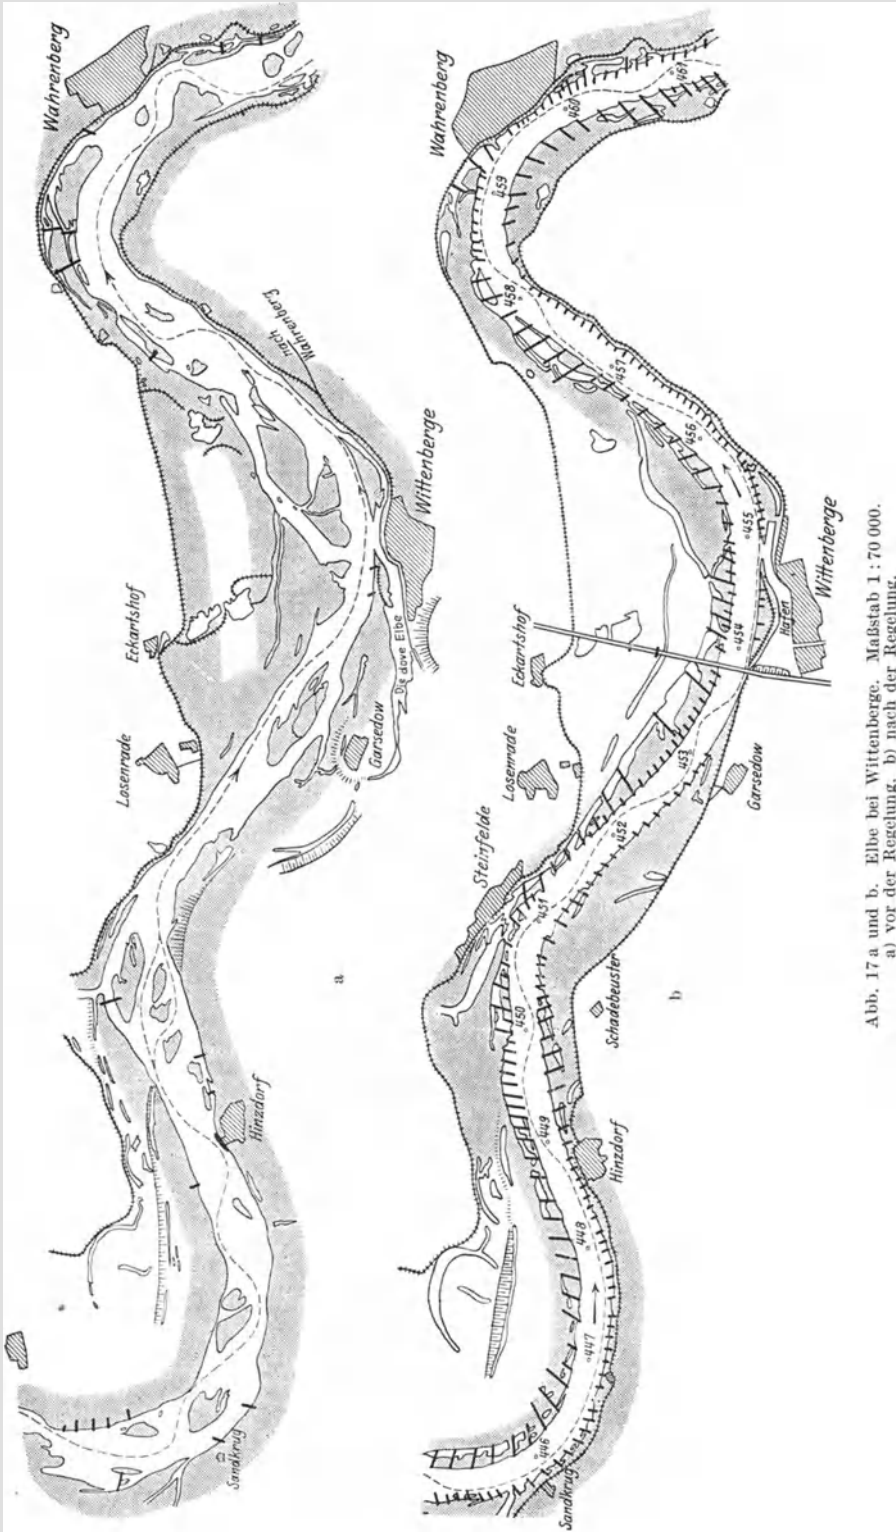 Wahrenberg
nach
Wahrenberg
Wittenberge
Die dove Elbe
Eckartshof
Garsedow
Losenrade
Hinzdorf
Sandkrug
a
Wahrenberg
461
460
459
458
457
456
455
454
453
452
451
450
449
448
447
446
Wittenberge
Hafen
Eckartshof
Losenrade
Garsedow
Steinfelde
Schadebeuster
Hinzdorf
Sandkrug
b
Abb. 17 a und b. Elbe bei Wittenberge. Maßstab 1 : 70 000.
a) vor der Regelung, b) nach der Regelung.